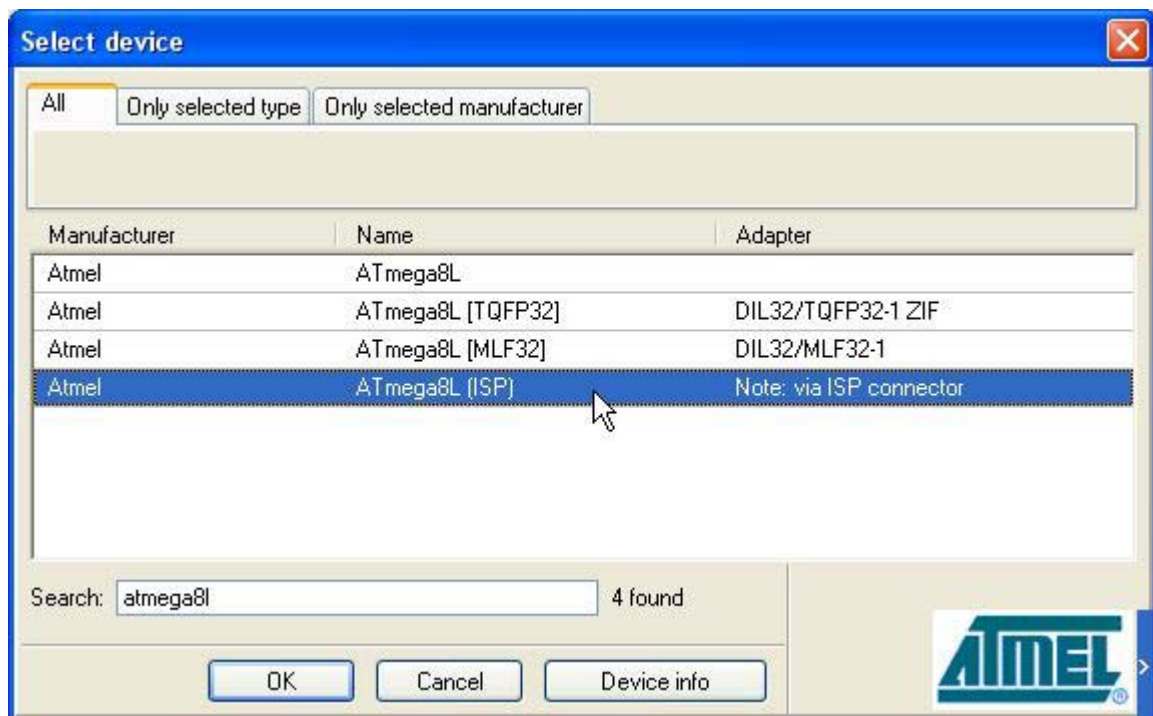 Select device
All Only selected type Only selected manufacturer
Manufacturer Name Adapter
Atmel ATmega8L
Atmel ATmega8L [TQFP32] DIL32/TQFP32-1 ZIF
Atmel ATmega8L [MLF32] DIL32/MLF32-1
Atmel ATmega8L (ISP) Note: via ISP connector
Search: atmega8l 4 found
OK Cancel Device info
ATMEL ®